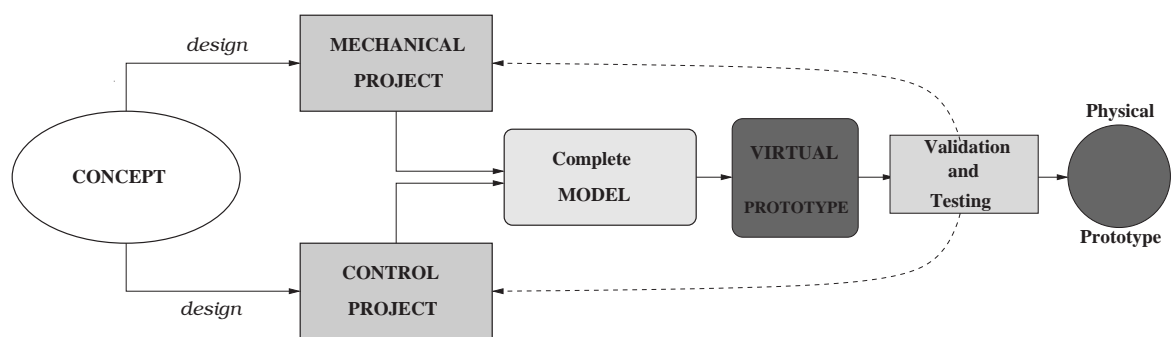 design
MECHANICAL
PROJECT
CONCEPT
Complete
MODEL
VIRTUAL
PROTOTYPE
Validation
and
Testing
Physical
Prototype
CONTROL
PROJECT
design